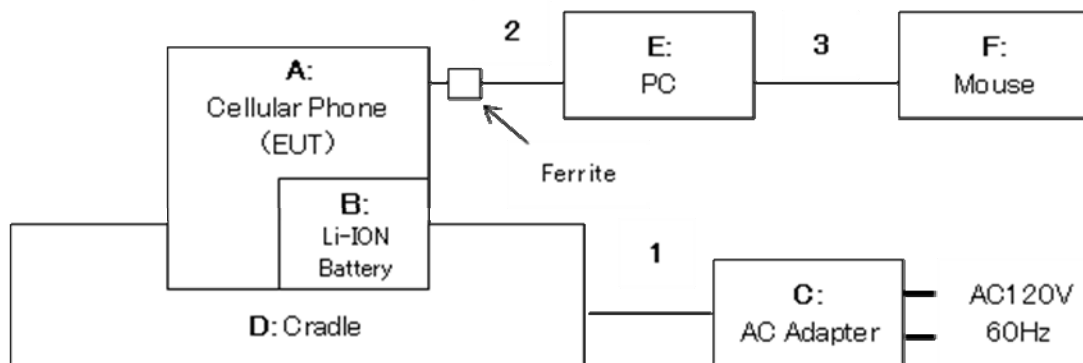 2
3
A:
Cellular Phone
(EUT)
E:
PC
F:
Mouse
Ferrite
B:
Li-ION
Battery
1
D: Cradle
C:
AC Adapter
AC120V
60Hz